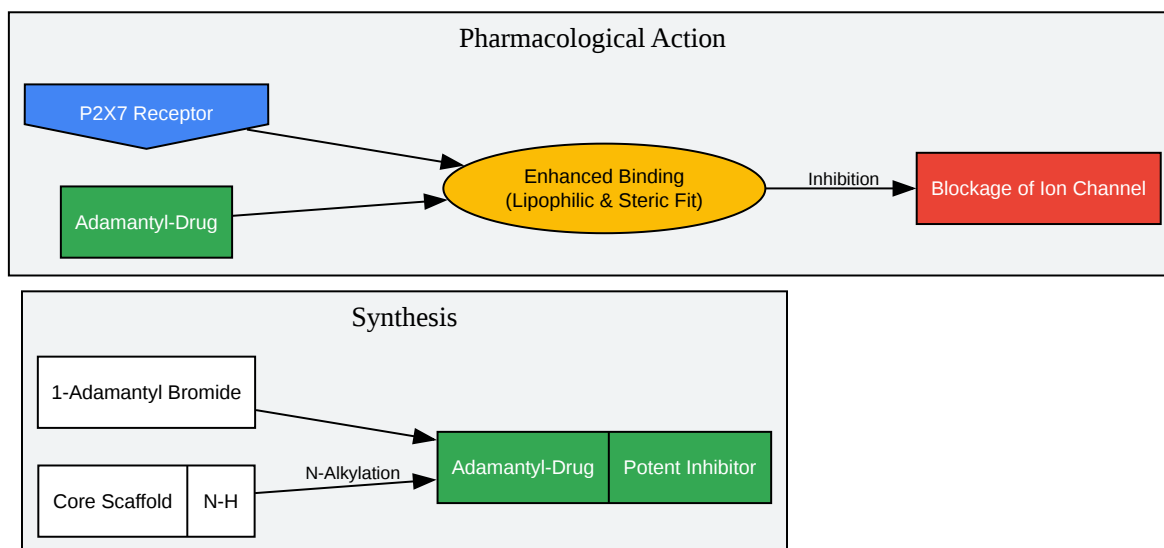 Pharmacological Action
P2X7 Receptor
Adamantyl-Drug
Enhanced Binding
(Lipophilic & Steric Fit)
Inhibition
Blockage of Ion Channel
Synthesis
1-Adamantyl Bromide
Core Scaffold
N-H
N-Alkylation
Adamantyl-Drug
Potent Inhibitor